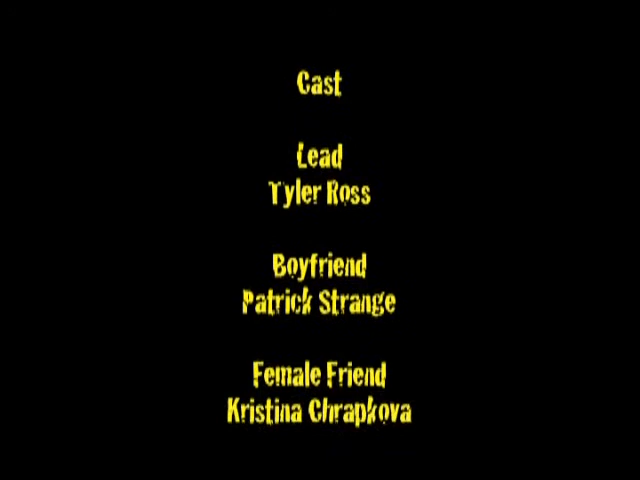 Cast
Lead
Tyler Ross
Boyfriend
Patrick Strange
Female Friend
Kristina Chrapkova